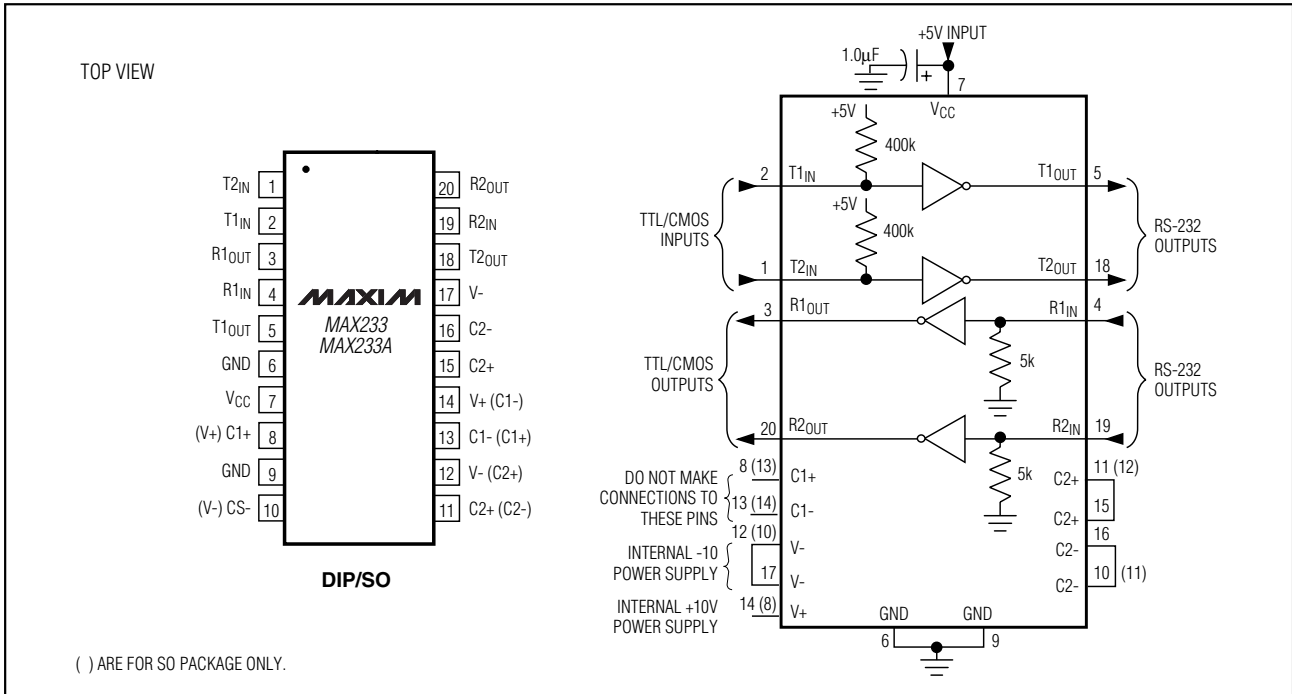 TOP VIEW
T2IN 1
T1IN 2
R1OUT 3
R1IN 4
T1OUT 5
GND 6
VCC 7
(V+) C1+ 8
GND 9
(V-) CS- 10
20 R2OUT
19 R2IN
18 T2OUT
17 V-
16 C2-
15 C2+
14 V+ (C1-)
13 C1- (C1+)
12 V- (C2+)
11 C2+ (C2-)
MAXIM
MAX233
MAX233A
DIP/SO
( ) ARE FOR SO PACKAGE ONLY.
+5V INPUT
1.0µF
+
7
VCC
+5V
400k
2 T1IN
T1OUT 5
+5V
400k
TTL/CMOS
INPUTS
RS-232
OUTPUTS
1 T2IN
T2OUT 18
3 R1OUT
R1IN 4
5k
TTL/CMOS
OUTPUTS
RS-232
OUTPUTS
20 R2OUT
R2IN 19
5k
8 (13) C1+
DO NOT MAKE
CONNECTIONS TO
THESE PINS
13 (14) C1-
12 (10) V-
INTERNAL -10
POWER SUPPLY
17 V-
INTERNAL +10V
POWER SUPPLY
14 (8) V+
C2+ 11 (12)
C2+ 15
C2- 16
C2- 10 (11)
GND GND
6 9